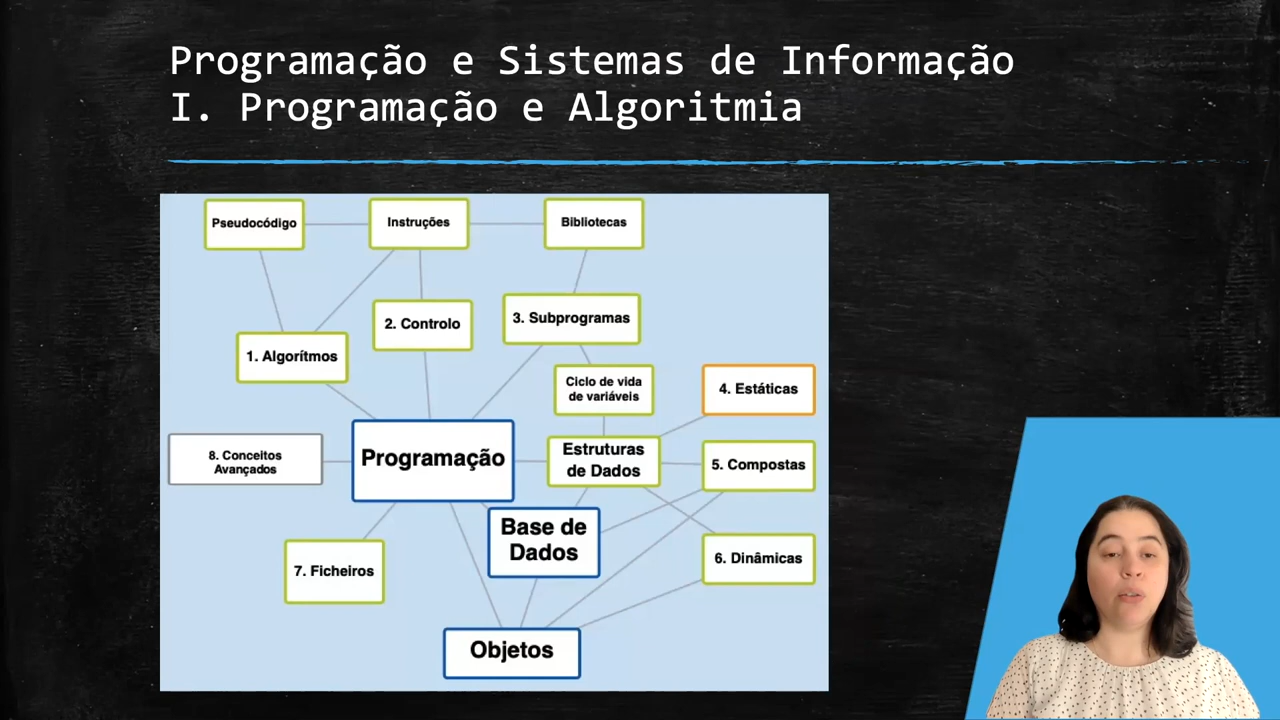 Programação e Sistemas de Informação
I. Programação e Algoritmia
Pseudocódigo
Instruções
Bibliotecas
2. Controlo
3. Subprogramas
1. Algorítmos
Ciclo de vida
de variáveis
4. Estáticas
8. Conceitos
Avançados
Programação
Estruturas
de Dados
5. Compostas
Base de
Dados
6. Dinâmicas
7. Ficheiros
Objetos